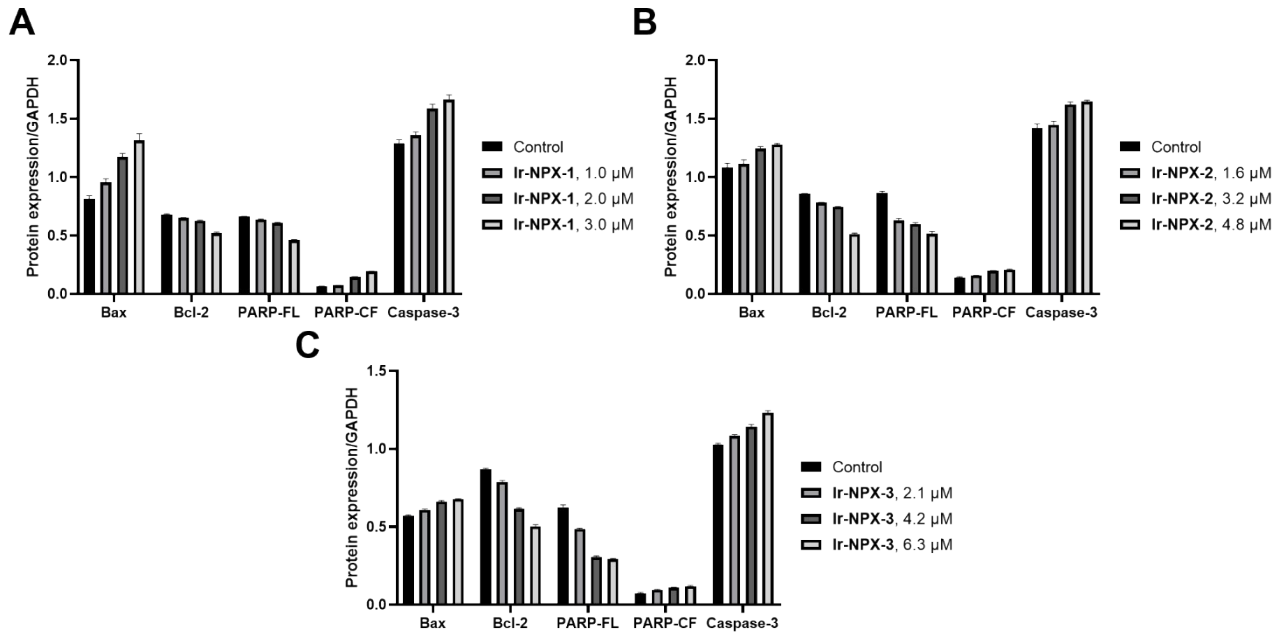 A
Protein expression/GAPDH
2.0
1.5
1.0
0.5
0.0
Bax Bcl-2 PARP-FL PARP-CF Caspase-3
Control
Ir-NPX-1, 1.0 µM
Ir-NPX-1, 2.0 µM
Ir-NPX-1, 3.0 µM
B
Protein expression/GAPDH
2.0
1.5
1.0
0.5
0.0
Bax Bcl-2 PARP-FL PARP-CF Caspase-3
Control
Ir-NPX-2, 1.6 µM
Ir-NPX-2, 3.2 µM
Ir-NPX-2, 4.8 µM
C
Protein expression/GAPDH
1.5
1.0
0.5
0.0
Bax Bcl-2 PARP-FL PARP-CF Caspase-3
Control
Ir-NPX-3, 2.1 µM
Ir-NPX-3, 4.2 µM
Ir-NPX-3, 6.3 µM